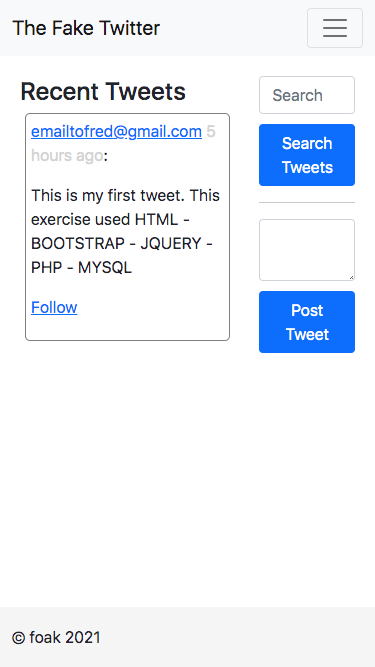 The Fake Twitter
Recent Tweets
emailtofred@gmail.com 5
hours ago:
This is my first tweet. This
exercise used HTML -
BOOTSTRAP - JQUERY -
PHP - MYSQL
Follow
Search
Search
Tweets
Post
Tweet
© foak 2021